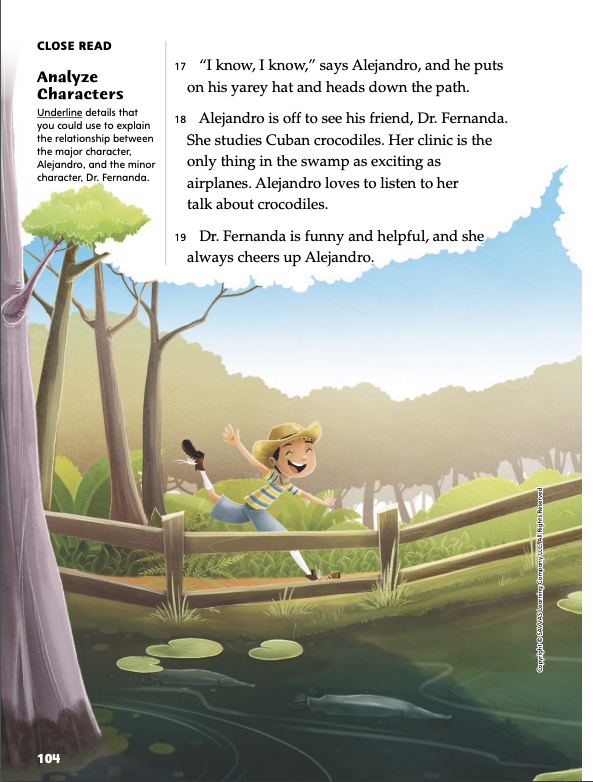 CLOSE READ
Analyze
Characters
Underline details that
you could use to explain
the relationship between
the major character,
Alejandro, and the minor
character, Dr. Fernanda.
17 “I know, I know,” says Alejandro, and he puts
on his yarey hat and heads down the path.
18 Alejandro is off to see his friend, Dr. Fernanda.
She studies Cuban crocodiles. Her clinic is the
only thing in the swamp as exciting as
airplanes. Alejandro loves to listen to her
talk about crocodiles.
19 Dr. Fernanda is funny and helpful, and she
always cheers up Alejandro.
Copyright © SAVVAS Learning Company LLC. All Rights Reserved.
104